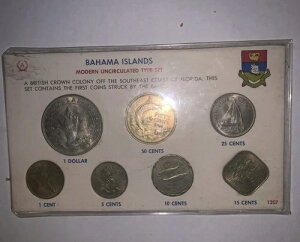 BAHAMA ISLANDS
MODERN UNCIRCULATED TYPE SET
A BRITISH CROWN COLONY OFF THE SOUTHEAST COAST OF FLORIDA, THIS
SET CONTAINS THE FIRST COINS STRUCK BY THE
1 DOLLAR
50 CENTS
25 CENTS
1 CENT
5 CENTS
10 CENTS
15 CENTS
1207